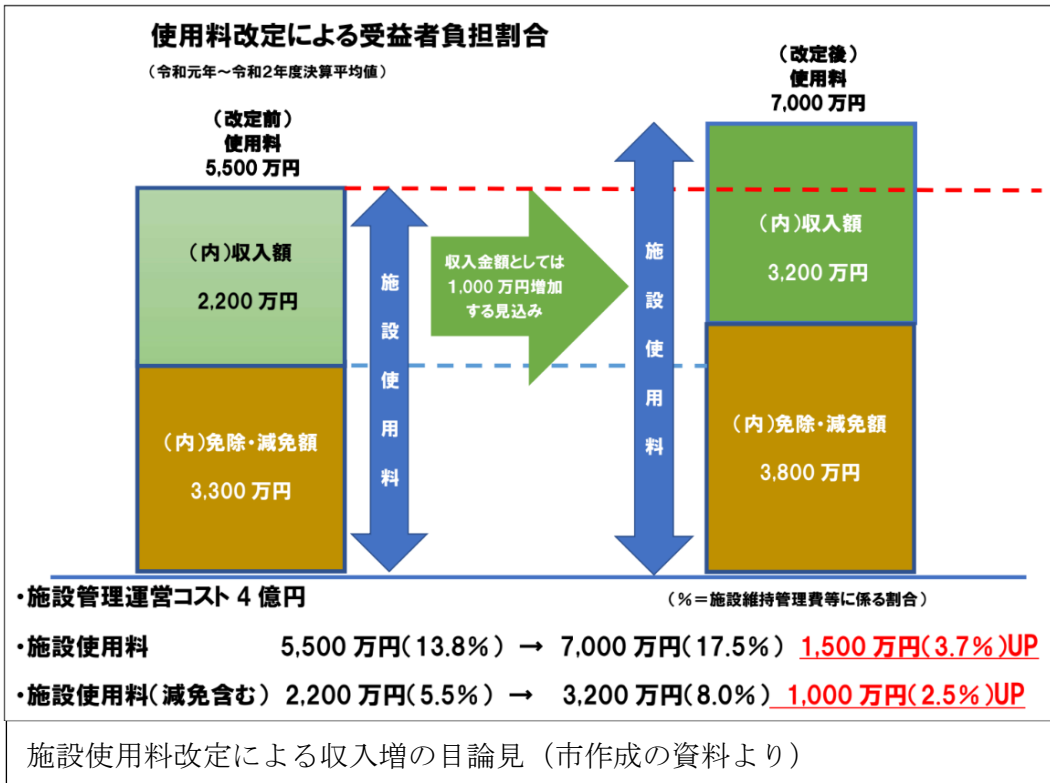 使用料改定による受益者負担割合
（令和元年～令和2年度決算平均値）
（改定前）
使用料
5,500 万円
（内）収入額
2,200 万円
（内）免除・減免額
3,300 万円
施設使用料
収入金額としては
1,000 万円増加
する見込み
（改定後）
使用料
7,000 万円
施設使用料
（内）収入額
3,200 万円
（内）免除・減免額
3,800 万円
・施設管理運営コスト 4 億円
（％＝施設維持管理費等に係る割合）
・施設使用料 5,500 万円（13.8％） → 7,000 万円（17.5％） 1,500 万円（3.7％）UP
・施設使用料（減免含む） 2,200 万円（5.5％） → 3,200 万円（8.0％） 1,000 万円（2.5％）UP
施設使用料改定による収入増の目論見（市作成の資料より）